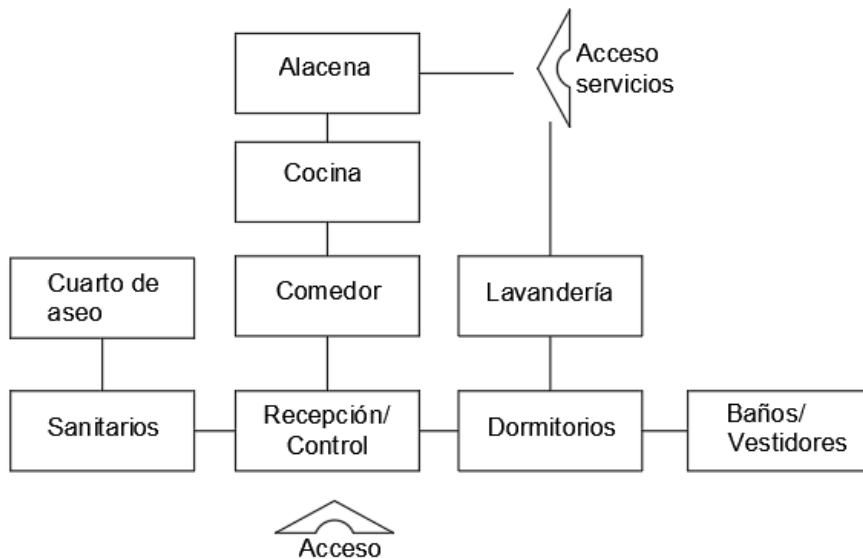 Alacena
Acceso
servicios
Cocina
Cuarto de
aseo
Comedor
Lavandería
Sanitarios
Recepción/
Control
Dormitorios
Baños/
Vestidores
Acceso